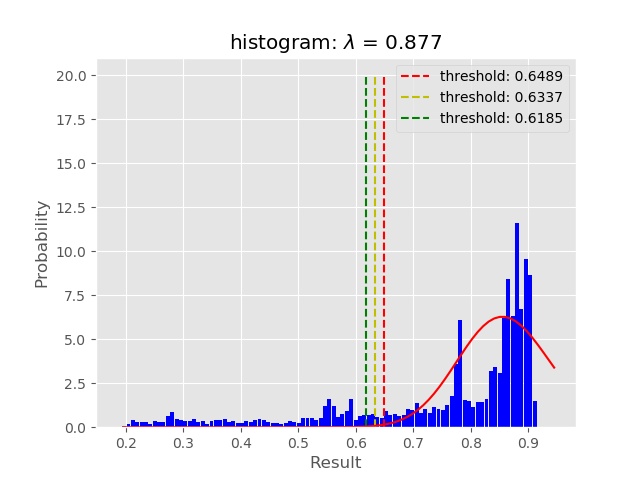 histogram: λ = 0.877
20.0
17.5
15.0
12.5
10.0
7.5
5.0
2.5
0.0
Probability
threshold: 0.6489
threshold: 0.6337
threshold: 0.6185
0.2 0.3 0.4 0.5 0.6 0.7 0.8 0.9
Result